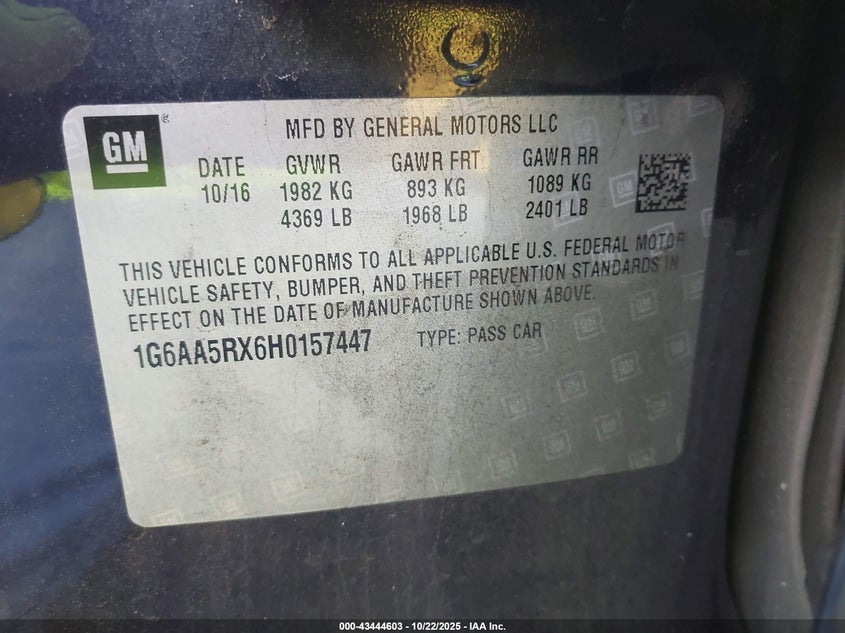 GM ®
MFD BY GENERAL MOTORS LLC
DATE GVWR GAWR FRT GAWR RR
10/16 1982 KG 893 KG 1089 KG
4369 LB 1968 LB 2401 LB
THIS VEHICLE CONFORMS TO ALL APPLICABLE U.S. FEDERAL MOTOR
VEHICLE SAFETY, BUMPER, AND THEFT PREVENTION STANDARDS IN
EFFECT ON THE DATE OF MANUFACTURE SHOWN ABOVE.
1G6AA5RX6H0157447 TYPE: PASS CAR
000-43444603 - 10/22/2025 - IAA Inc.